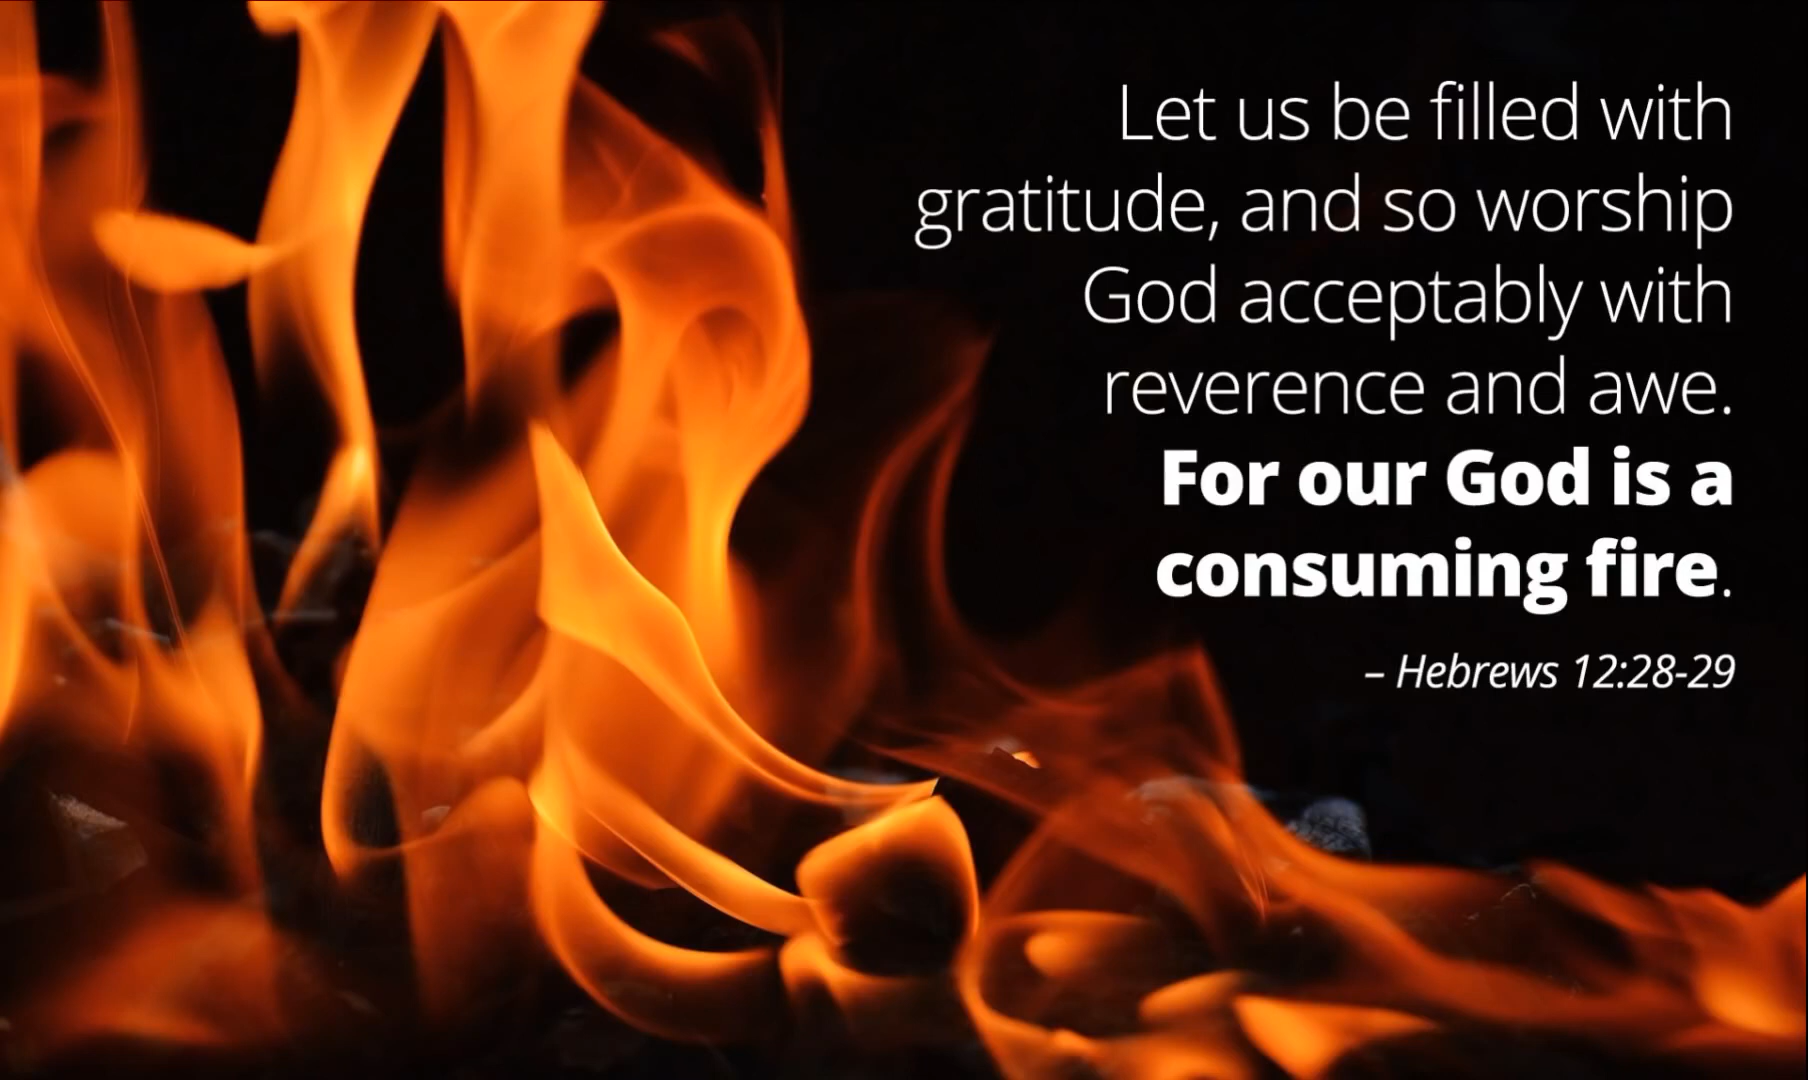 Let us be filled with
gratitude, and so worship
God acceptably with
reverence and awe.
For our God is a
consuming fire.
– Hebrews 12:28-29